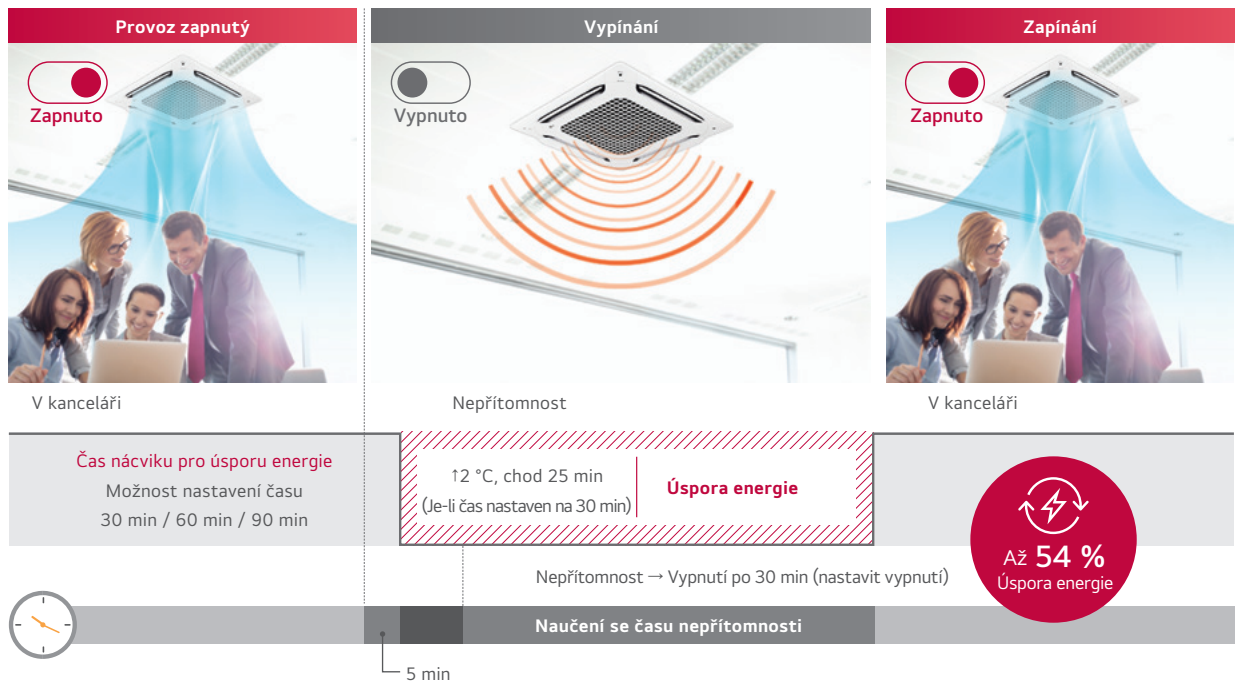 Provoz zapnutý
Vypínání
Zapínání
Zapnuto
Vypnuto
Zapnuto
V kanceláři
Nepřítomnost
V kanceláři
Čas nácviku pro úsporu energie
Možnost nastavení času
30 min / 60 min / 90 min
↑2 °C, chod 25 min
(Je-li čas nastaven na 30 min)
Úspora energie
Až 54 %
Úspora energie
Nepřítomnost → Vypnutí po 30 min (nastavit vypnutí)
Naučení se času nepřítomnosti
5 min